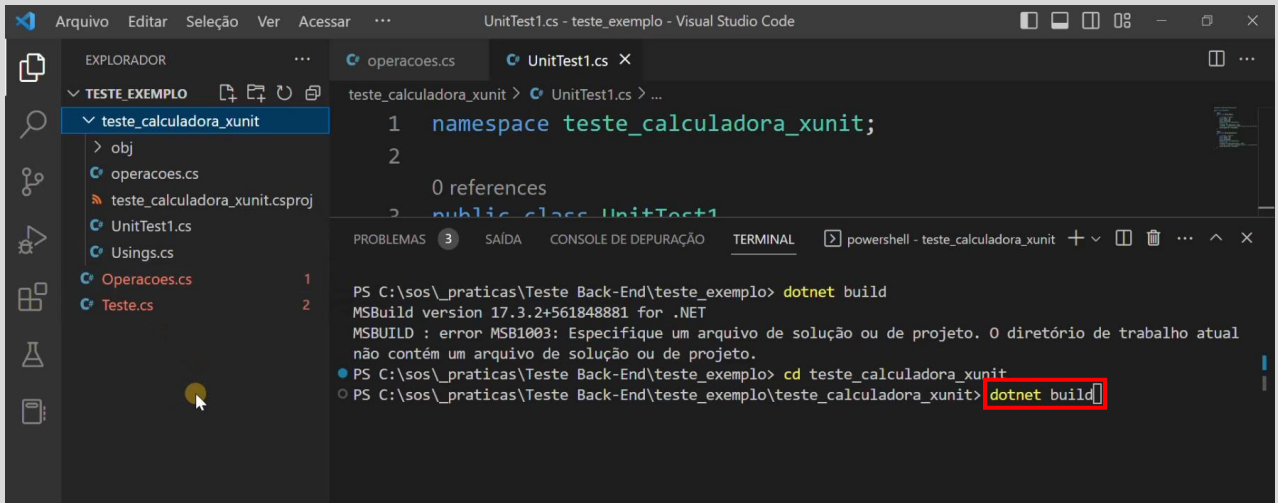 Arquivo Editar Seleção Ver Acessar ··· UnitTest1.cs - teste_exemplo - Visual Studio Code
EXPLORADOR ···
TESTE_EXEMPLO
teste_calculadora_xunit
obj
operacoes.cs
teste_calculadora_xunit.csproj
UnitTest1.cs
Usings.cs
Operacoes.cs 1
Teste.cs 2
operacoes.cs UnitTest1.cs
teste_calculadora_xunit > UnitTest1.cs > ...
1 namespace teste_calculadora_xunit;
2
0 references
3 public class UnitTest1
PROBLEMAS 3 SAÍDA CONSOLE DE DEPURAÇÃO TERMINAL powershell - teste_calculadora_xunit
PS C:\sos\_praticas\Teste Back-End\teste_exemplo> dotnet build
MSBuild version 17.3.2+561848881 for .NET
MSBUILD : error MSB1003: Especifique um arquivo de solução ou de projeto. O diretório de trabalho atual
não contém um arquivo de solução ou de projeto.
PS C:\sos\_praticas\Teste Back-End\teste_exemplo> cd teste_calculadora_xunit
PS C:\sos\_praticas\Teste Back-End\teste_exemplo\teste_calculadora_xunit> dotnet build